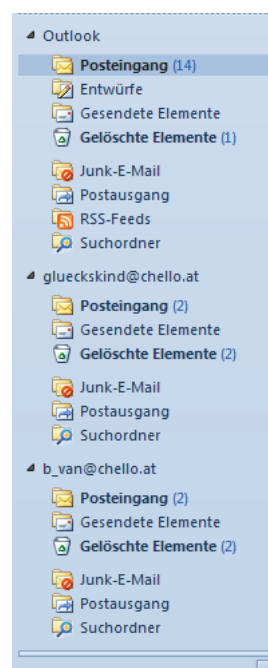 Outlook
Posteingang (14)
Entwürfe
Gesendete Elemente
Gelöschte Elemente (1)
Junk-E-Mail
Postausgang
RSS-Feeds
Suchordner
glueckskind@chello.at
Posteingang (2)
Gesendete Elemente
Gelöschte Elemente (2)
Junk-E-Mail
Postausgang
Suchordner
b_van@chello.at
Posteingang (2)
Gesendete Elemente
Gelöschte Elemente (2)
Junk-E-Mail
Postausgang
Suchordner